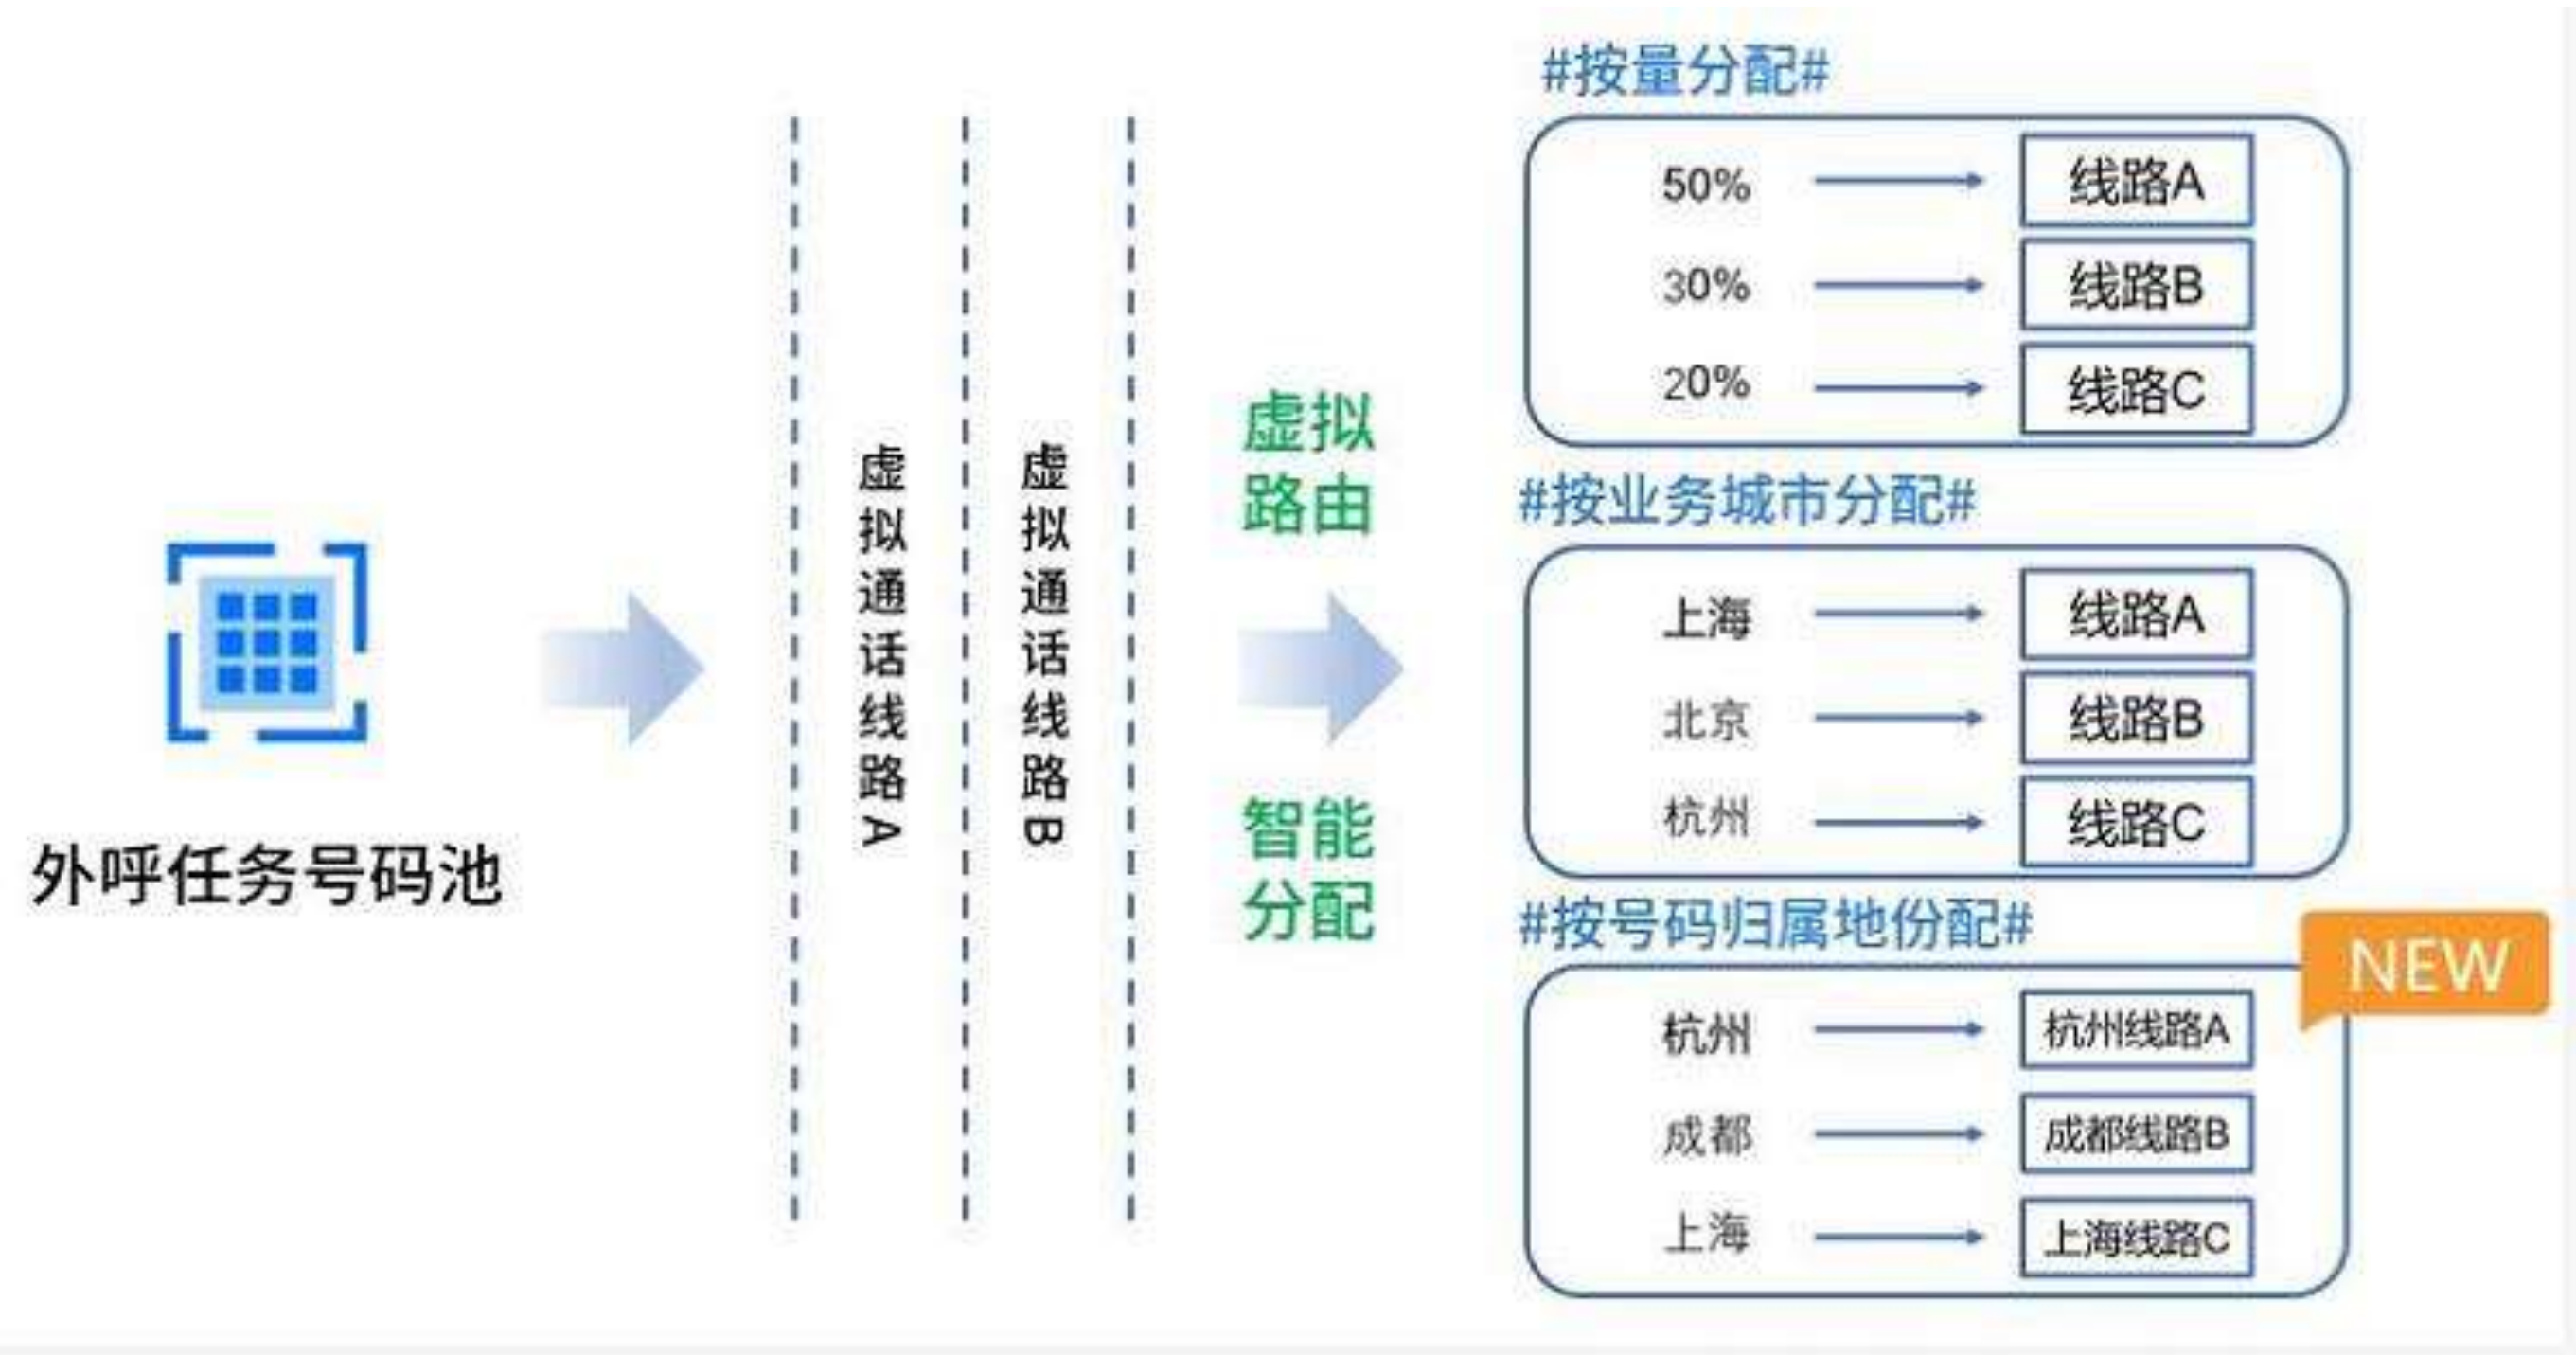 外呼任务号码池
虚拟通话线路A
虚拟通话线路B
虚拟
路由
智能
分配
#按量分配#
50%
线路A
30%
线路B
20%
线路C
#按业务城市分配#
上海
线路A
北京
线路B
杭州
线路C
#按号码归属地份配#
NEW
杭州
杭州线路A
成都
成都线路B
上海
上海线路C